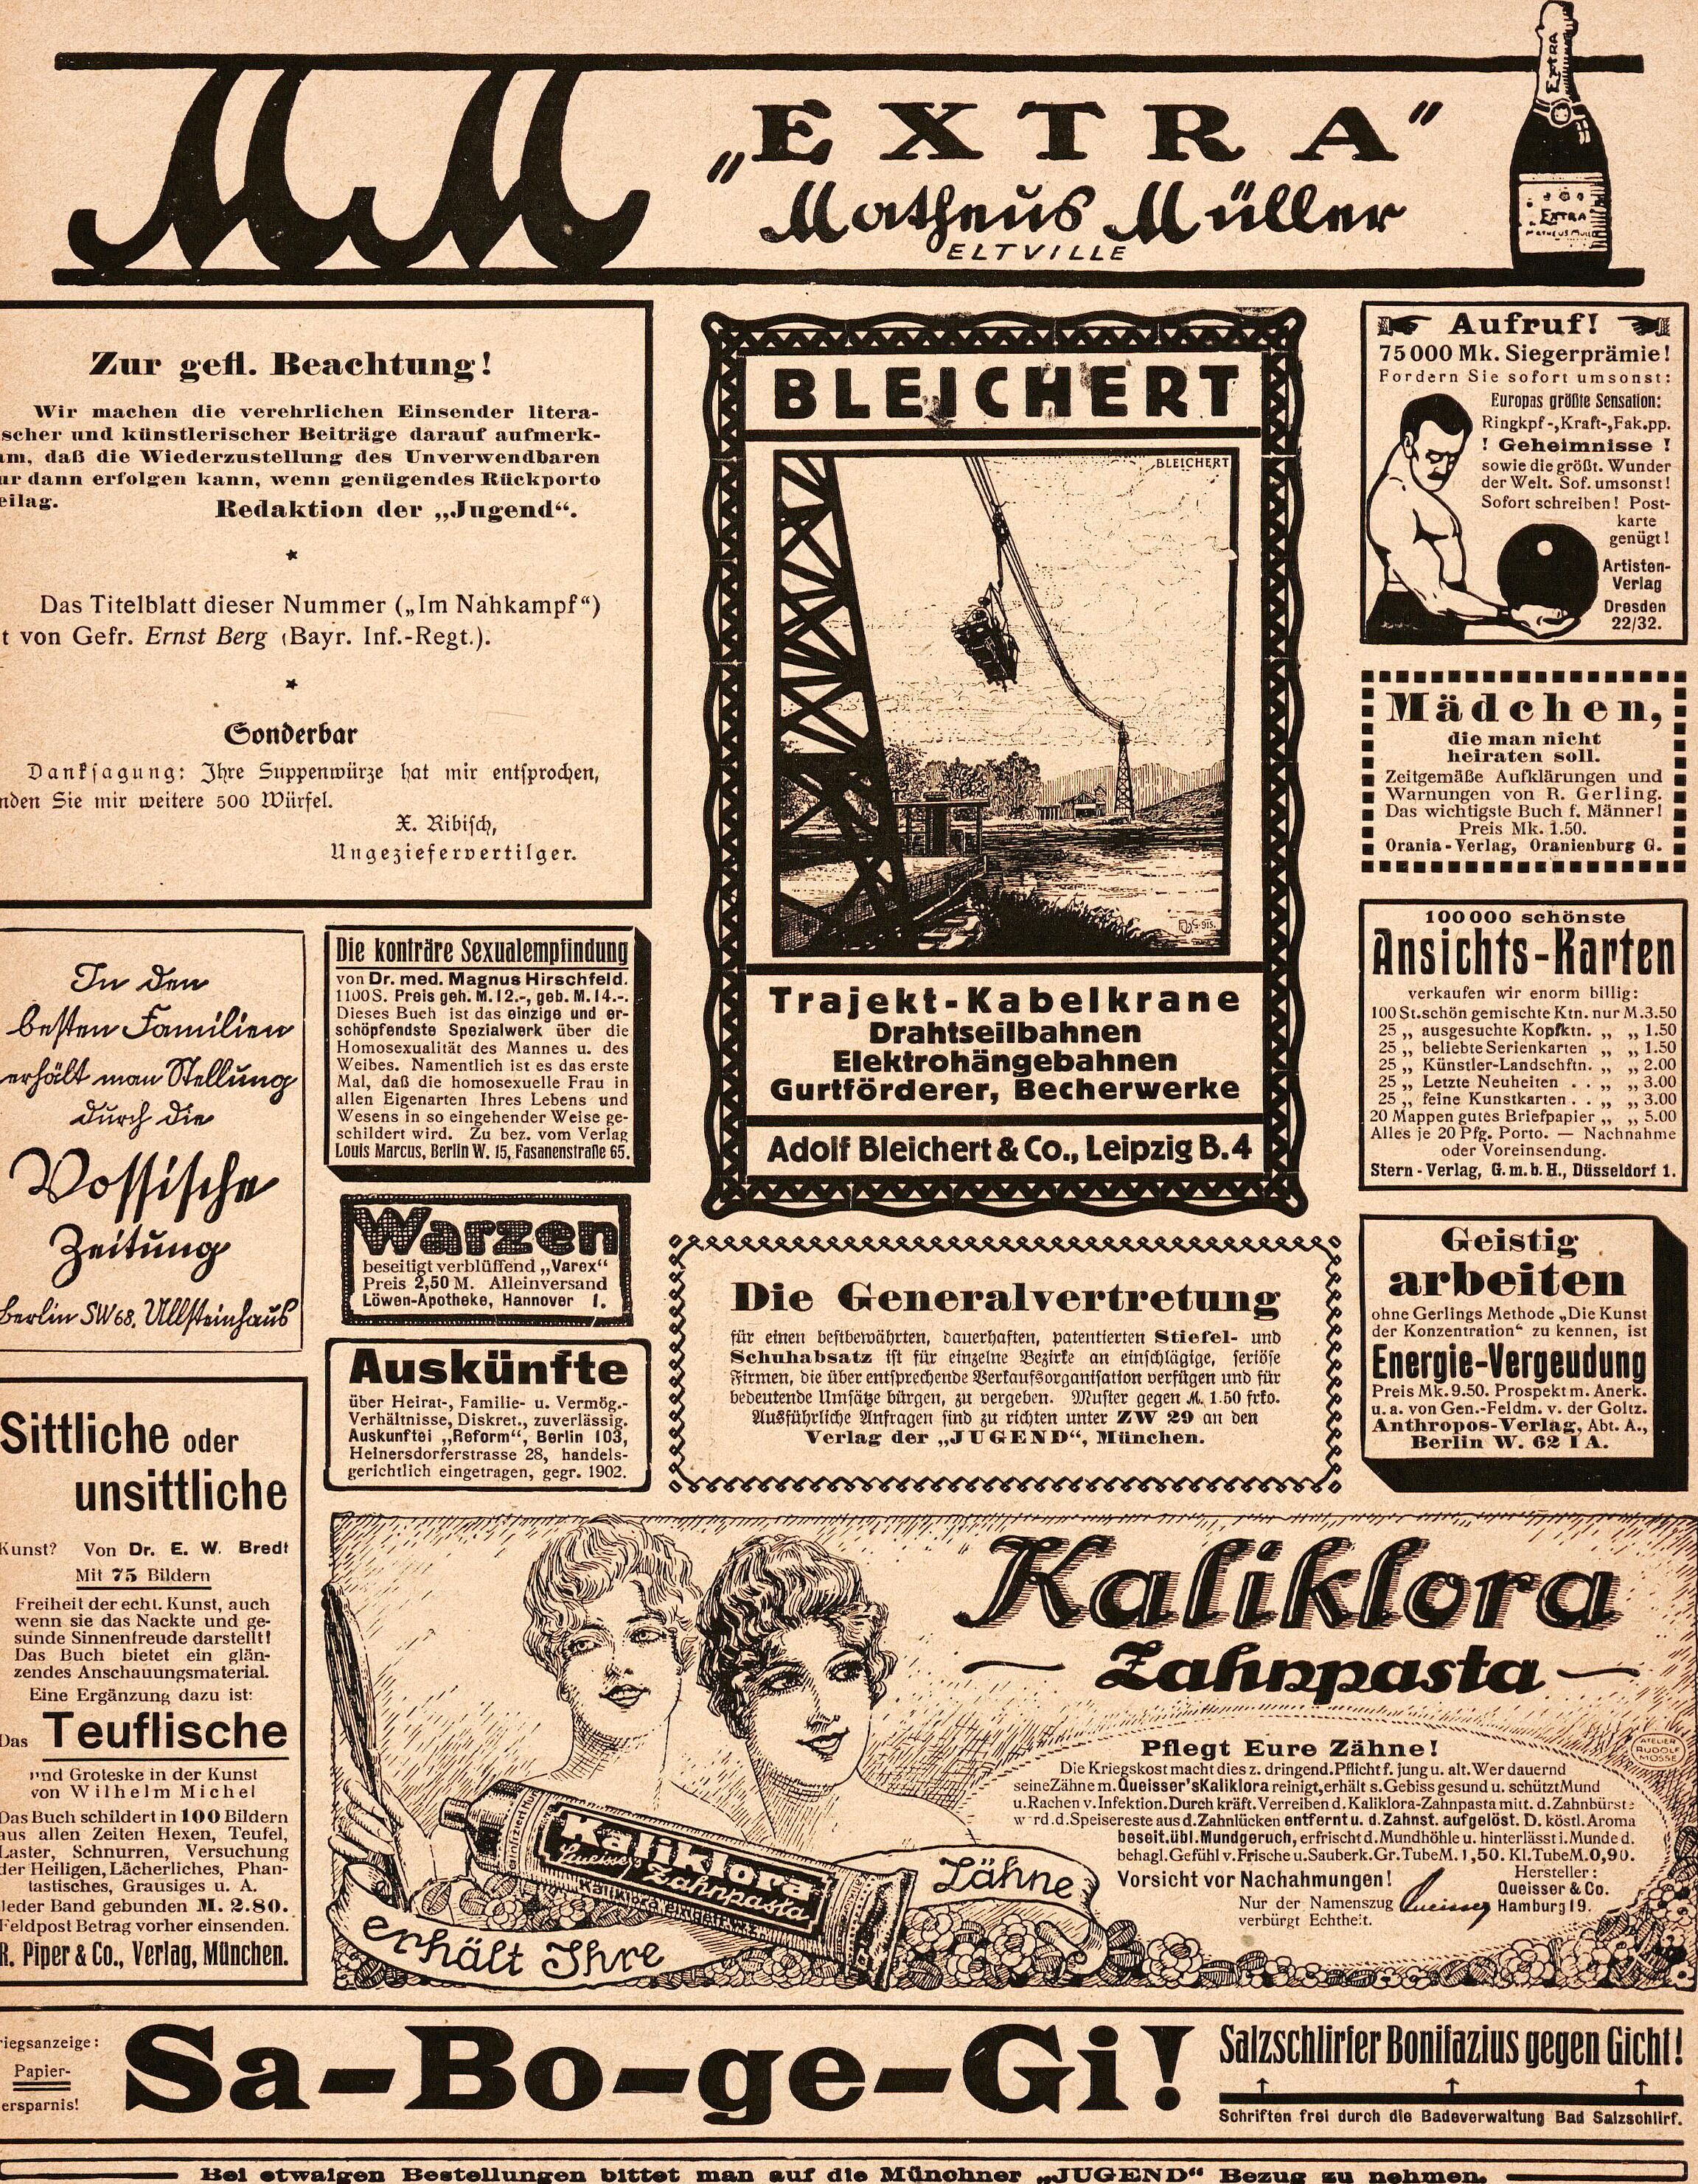 MM
„EXTRA”
Matheus Müller
ELTVILLE
EXTRA
EXTRA
MATHEUS MÜLLER
Zur gefl. Beachtung!
Wir machen die verehrlichen Einsender litera-
scher und künstlerischer Beiträge darauf aufmerk-
am, daß die Wiederzustellung des Unverwendbaren
ur dann erfolgen kann, wenn genügendes Rückporto
eilag.
Redaktion der „Jugend“.
Das Titelblatt dieser Nummer („Im Nahkampf“)
t von Gefr. Ernst Berg (Bayr. Inf.-Regt.).
Sonderbar
Danksagung: Ihre Suppenwürze hat mir entsprochen,
nden Sie mir weitere 500 Würfel.
X. Ribisch,
Ungeziefervertilger.
In den
besten Familien
erhält man Stellung
durch die
Vossische
Zeitung
Berlin SW 68, Ullsteinhaus
Die konträre Sexualempfindung
von Dr. med. Magnus Hirschfeld.
1100 S. Preis geh. M. 12.-, geb. M. 14.-.
Dieses Buch ist das einzige und er-
schöpfendste Spezialwerk über die
Homosexualität des Mannes u. des
Weibes. Namentlich ist es das erste
Mal, daß die homosexuelle Frau in
allen Eigenarten Ihres Lebens und
Wesens in so eingehender Weise ge-
schildert wird. Zu bez. vom Verlag
Louis Marcus, Berlin W. 15, Fasanenstraße 65.
Warzen
beseitigt verblüffend „Varex“
Preis 2,50 M. Alleinversand
Löwen-Apotheke, Hannover 1.
Auskünfte
über Heirat-, Familie- u. Vermög.-
Verhältnisse, Diskret., zuverlässig.
Auskunftei „Reform“, Berlin 103,
Heinersdorferstrasse 28, handels-
gerichtlich eingetragen, gegr. 1902.
Sittliche oder
unsittliche
Kunst? Von Dr. E. W. Bredt
Mit 75 Bildern
Freiheit der echt. Kunst, auch
wenn sie das Nackte und ge-
sunde Sinnenfreude darstellt!
Das Buch bietet ein glän-
zendes Anschauungsmaterial.
Eine Ergänzung dazu ist:
Das Teuflische
und Groteske in der Kunst
von Wilhelm Michel
Das Buch schildert in 100 Bildern
aus allen Zeiten Hexen, Teufel,
Laster, Schnurren, Versuchung
der Heiligen, Lächerliches, Phan-
tastisches, Grausiges u. A.
Jeder Band gebunden M. 2.80.
Feldpost Betrag vorher einsenden.
R. Piper & Co., Verlag, München.
BLEICHERT
BLEICHERT
Trajekt-Kabelkrane
Drahtseilbahnen
Elektrohängebahnen
Gurtförderer, Becherwerke
Adolf Bleichert & Co., Leipzig B. 4
Die Generalvertretung
für einen bestbewährten, dauerhaften, patentierten Stiefel- und
Schuhabsatz ist für einzelne Bezirke an einschlägige, seriöse
Firmen, die über entsprechende Verkaufsorganisation verfügen und für
bedeutende Umsätze bürgen, zu vergeben. Muster gegen M. 1.50 frko.
Ausführliche Anfragen sind zu richten unter ZW 29 an den
Verlag der „JUGEND“, München.
Aufruf!
75000 Mk. Siegerprämie!
Fordern Sie sofort umsonst:
Europas größte Sensation:
Ringkpf-, Kraft-, Fak. pp.
! Geheimnisse !
sowie die größt. Wunder
der Welt. Sof. umsonst!
Sofort schreiben! Post-
karte
genügt!
Artisten-
Verlag
Dresden
22/32.
Mädchen,
die man nicht
heiraten soll.
Zeitgemäße Aufklärungen und
Warnungen von R. Gerling.
Das wichtigste Buch f. Männer!
Preis Mk. 1.50.
Orania-Verlag, Oranienburg G.
100000 schönste
Ansichts-Karten
verkaufen wir enorm billig:
100 St. schön gemischte Ktn. nur M. 3.50
25 „ ausgesuchte Kopfktn. „ „ 1.50
25 „ beliebte Serienkarten „ „ 1.50
25 „ Künstler-Landschftn. „ „ 2.00
25 „ Letzte Neuheiten . . „ „ 3.00
25 „ feine Kunstkarten . . „ „ 3.00
20 Mappen gutes Briefpapier „ „ 5.00
Alles je 20 Pfg. Porto. — Nachnahme
oder Voreinsendung.
Stern-Verlag, G. m. b. H., Düsseldorf 1.
Geistig
arbeiten
ohne Gerlings Methode „Die Kunst
der Konzentration“ zu kennen, ist
Energie-Vergeudung
Preis Mk. 9.50. Prospekt m. Anerk.
u. a. von Gen.-Feldm. v. der Goltz.
Anthropos-Verlag, Abt. A.,
Berlin W. 62 I A.
Kaliklora
Zahnpasta
ATELIER
RUDOLF
MOSSE
Pflegt Eure Zähne!
Die Kriegskost macht dies z. dringend. Pflicht f. jung u. alt. Wer dauernd
seine Zähne m. Queisser's Kaliklora reinigt, erhält s. Gebiss gesund u. schützt Mund
u. Rachen v. Infektion. Durch kräft. Verreiben d. Kaliklora-Zahnpasta mitt. d. Zahnbürste
wird. d. Speisereste aus d. Zahnlücken entfernt u. d. Zahnst. aufgelöst. D. köstl. Aroma
beseit. übl. Mundgeruch, erfrischt d. Mundhöhle u. hinterlässt i. Munde d.
behagl. Gefühl v. Frische u. Sauberk. Gr. Tube M. 1,50. Kl. Tube M. 0,90.
Vorsicht vor Nachahmungen!
Nur der Namenszug Queisser
verbürgt Echtheit.
Hersteller:
Queisser & Co.
Hamburg 19.
Kaliklora
Queisser's Zahnpasta
erhält Ihre
Zähne
riegsanzeige:
Papier-
ersparnis!
Sa-Bo-ge-Gi!
Salzschlirfer Bonifazius gegen Gicht!
Schriften frei durch die Badeverwaltung Bad Salzschlirf.
Bei etwaigen Bestellungen bittet man auf die Münchner „JUGEND“ Bezug zu nehmen.